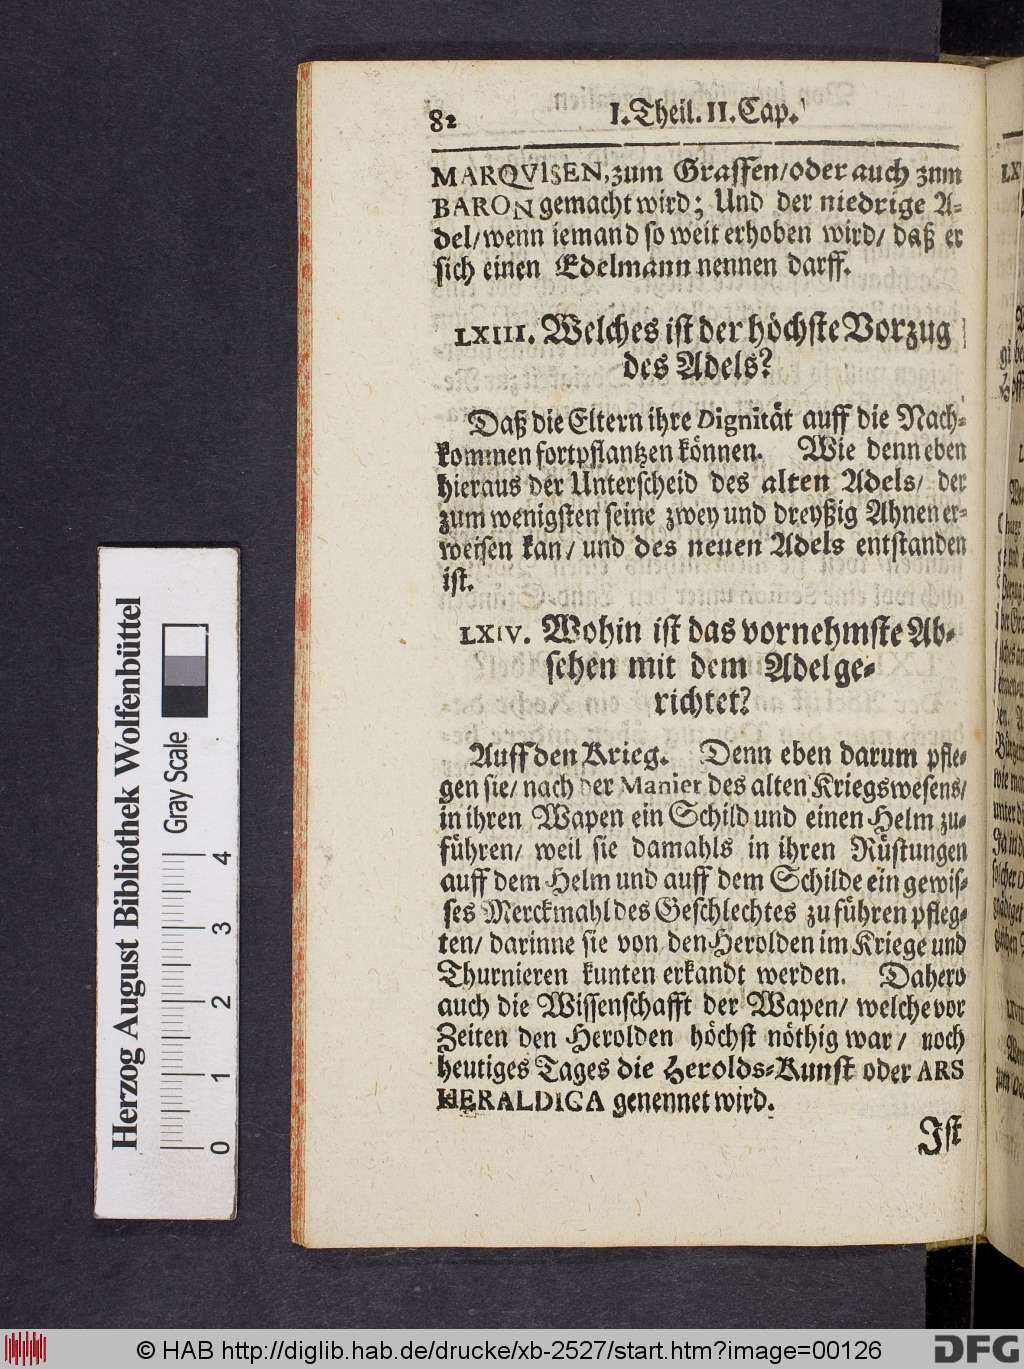 82 I. Theil. II. Cap.
MARQVISEN, zum Graffen/ oder auch zum
BARON gemacht wird; Und der niedrige A-
del/ wenn iemand so weit erhoben wird/ daß er
sich einen Edelmann nennen darff.
LXIII. Welches ist der höchste Vorzug
des Adels?
Daß die Eltern ihre Dignität auff die Nach-
kommen fortpflantzen können. Wie denn eben
hieraus der Unterscheid des alten Adels/ der
zum wenigsten seine zwey und dreyßig Ahnen er-
weisen kan/ und des neuen Adels entstanden
ist.
LXIV. Wohin ist das vornehmste Ab-
sehen mit dem Adel ge-
richtet?
Auff den Krieg. Denn eben darum pfle-
gen sie/ nach der Manier des alten Kriegswesens/
in ihren Wapen ein Schild und einen Helm zu-
führen/ weil sie damahls in ihren Rüstungen
auff dem Helm und auff dem Schilde ein gewis-
ses Merckmahl des Geschlechtes zu führen pfleg-
ten/ darinne sie von den Herolden im Kriege und
Thurnieren kunten erkandt werden. Dahero
auch die Wissenschafft der Wapen/ welche vor
Zeiten den Herolden höchst nöthig war/ noch
heutiges Tages die Herolds-Kunst oder ARS
HERALDICA genennet wird.
Ist
Herzog August Bibliothek Wolfenbüttel
Gray Scale
0 1 2 3 4
© HAB http://diglib.hab.de/drucke/xb-2527/start.htm?image=00126
DFG